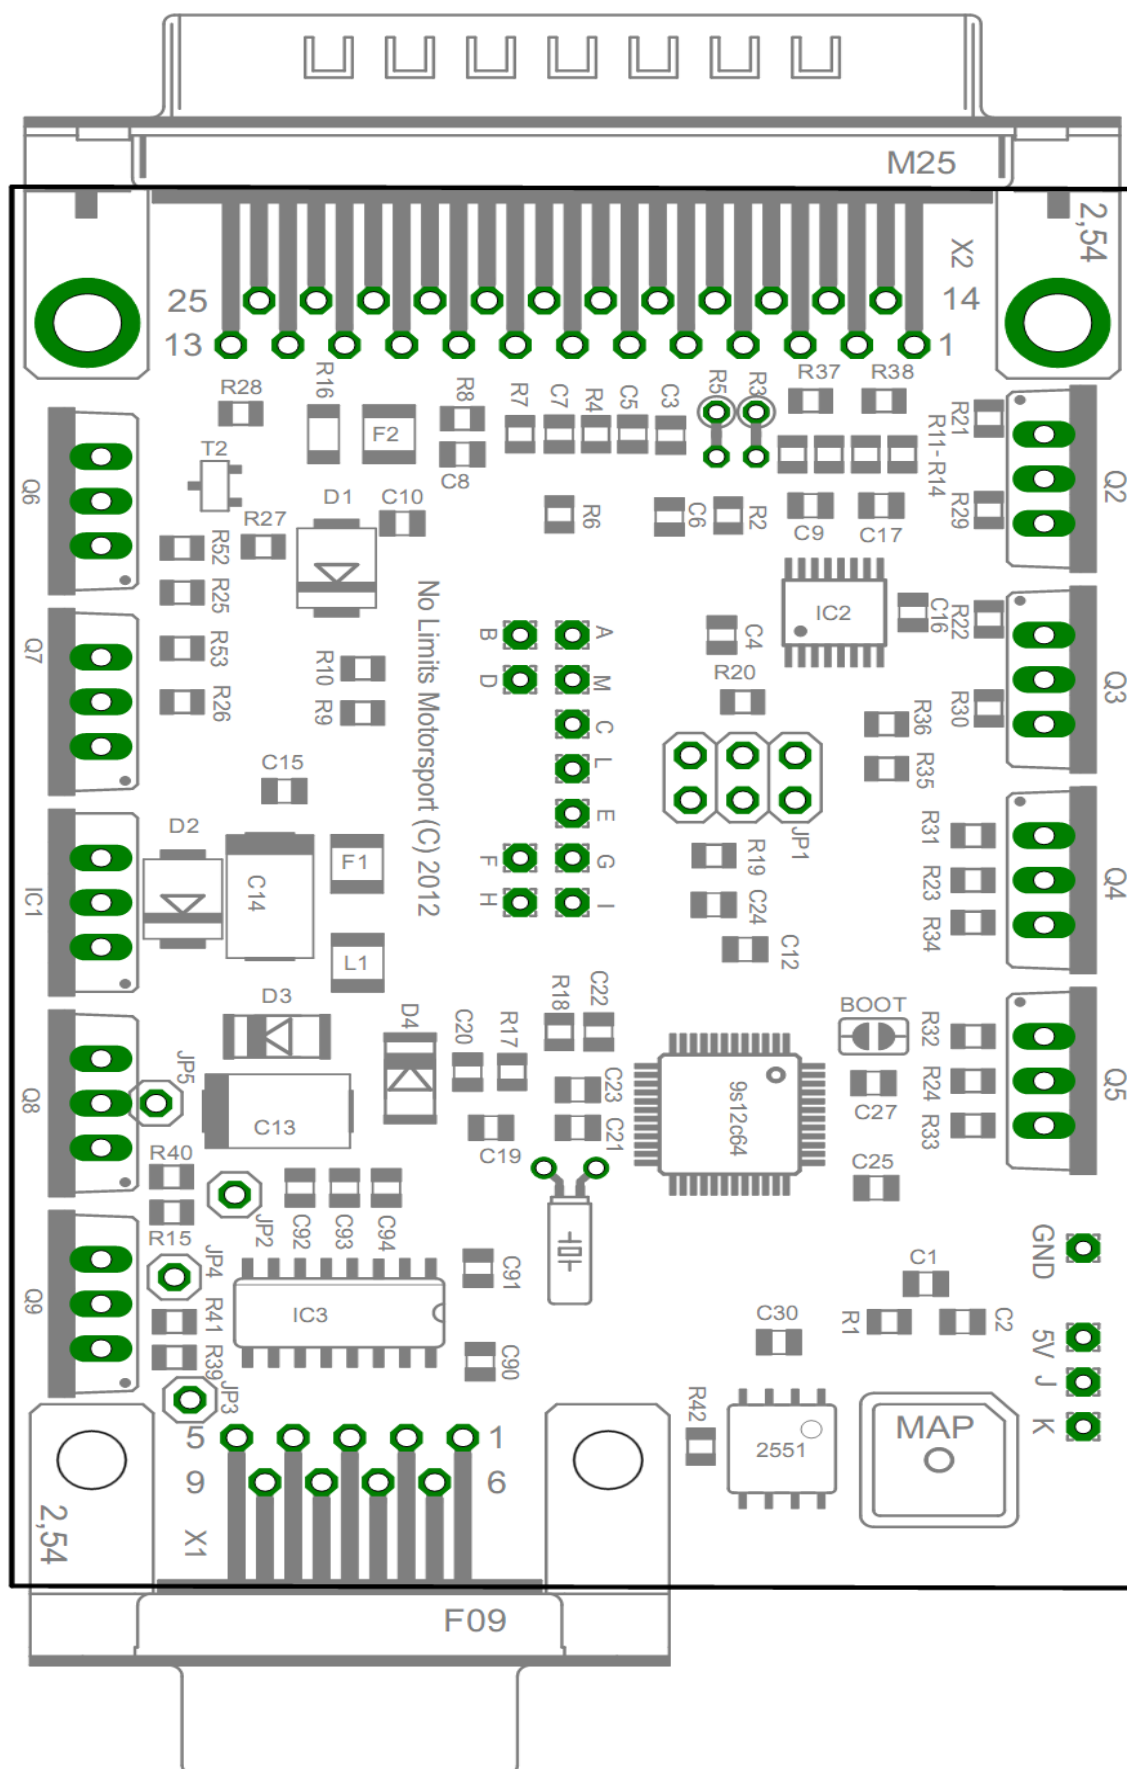 M25
2,54
X2
25
14
13
1
R28
R16
F2
R8
C8
R7
C7
R4
C5
C3
R5
R3
R37
R38
R21
R11-
R14
R29
Q2
Q6
T2
D1
C10
R27
R6
C6
R2
C9
C17
R52
R25
No Limits Motorsport (C) 2012
IC2
C16
R22
C4
B
A
Q7
R53
R10
D
M
R20
Q3
R26
R9
C
R30
R36
L
R35
C15
E
JP1
R31
D2
F1
F
G
R19
IC1
C14
H
I
C24
R23
Q4
R34
L1
C12
D3
D4
C20
R17
R18
C22
BOOT
R32
JP5
C23
9s12c64
C27
R24
Q5
Q8
C13
C19
C21
R33
R40
C25
JP2
C92
C93
C94
R15
JP4
C91
GND
C1
Q9
IC3
R41
C30
R1
C2
5V
R39
C90
J
JP3
R42
2551
MAP
K
5
1
9
6
2,54
X1
F09